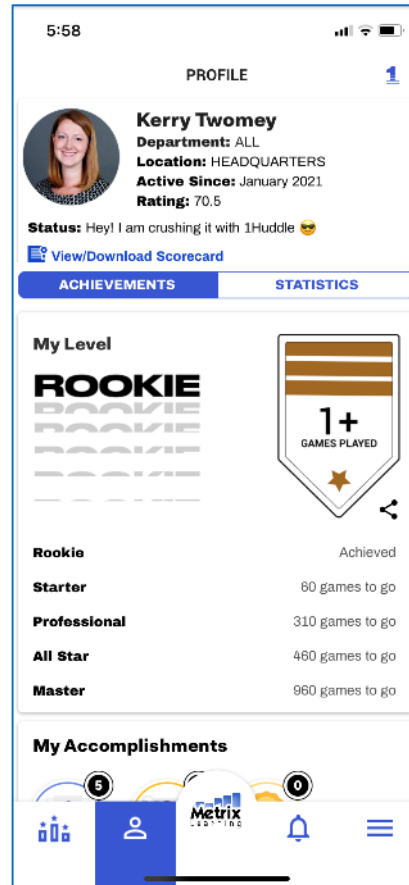 5:58
PROFILE
1
Kerry Twomey
Department: ALL
Location: HEADQUARTERS
Active Since: January 2021
Rating: 70.5
Status: Hey! I am crushing it with 1Huddle 😎
View/Download Scorecard
ACHIEVEMENTS STATISTICS
My Level
ROOKIE
ROOKIE
ROOKIE
ROOKIE
1+
GAMES PLAYED
Rookie Achieved
Starter 60 games to go
Professional 310 games to go
All Star 460 games to go
Master 960 games to go
My Accomplishments
5 0
Metrix
Learning